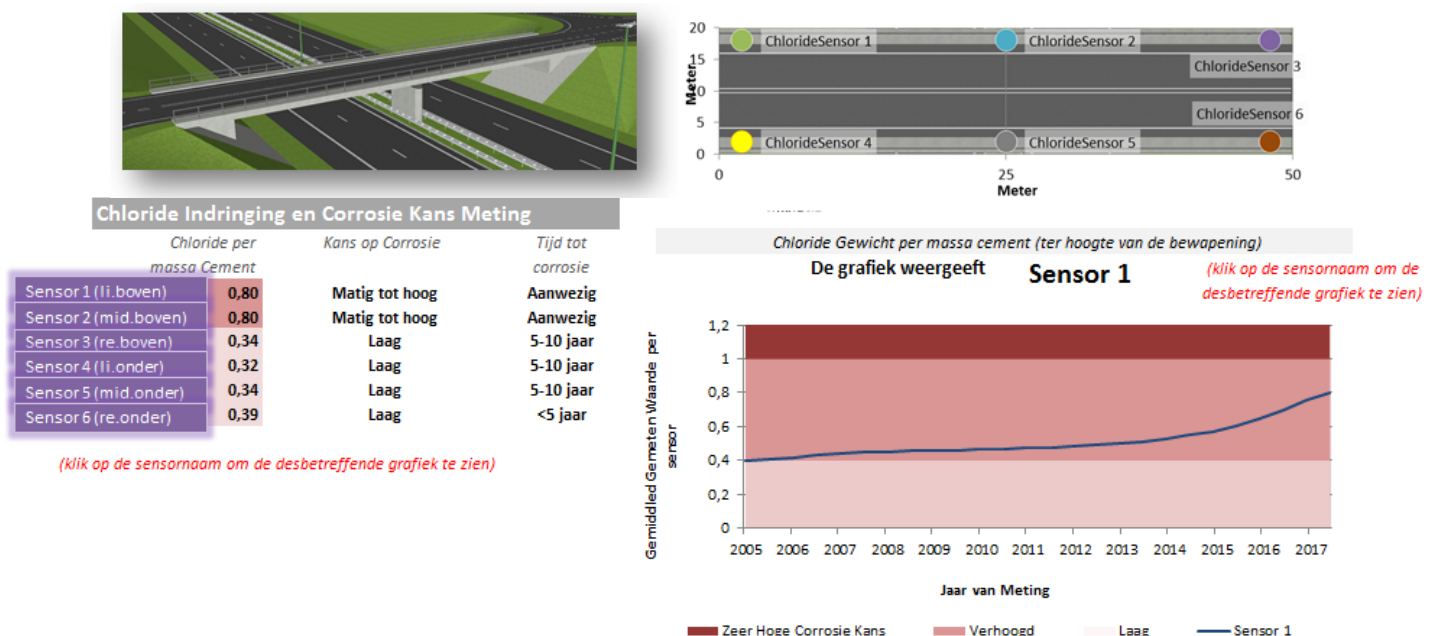 20
15
10
5
0
Meter
ChlorideSensor 1
ChlorideSensor 2
ChlorideSensor 3
ChlorideSensor 6
ChlorideSensor 4
ChlorideSensor 5
0 25 50
Meter
Chloride Indringing en Corrosie Kans Meting
Chloride per massa Cement
Kans op Corrosie
Tijd tot corrosie
Sensor 1 (li.boven) 0,80 Matig tot hoog Aanwezig
Sensor 2 (mid.boven) 0,80 Matig tot hoog Aanwezig
Sensor 3 (re.boven) 0,34 Laag 5-10 jaar
Sensor 4 (li.onder) 0,32 Laag 5-10 jaar
Sensor 5 (mid.onder) 0,34 Laag 5-10 jaar
Sensor 6 (re.onder) 0,39 Laag <5 jaar
(klik op de sensornaam om de desbetreffende grafiek te zien)
Chloride Gewicht per massa cement (ter hoogte van de bewapening)
De grafiek weergeeft Sensor 1
(klik op de sensornaam om de
desbetreffende grafiek te zien)
Gemiddled Gemeten Waarde per
sensor
1,2
1
0,8
0,6
0,4
0,2
0
2005 2006 2007 2008 2009 2010 2011 2012 2013 2014 2015 2016 2017
Jaar van Meting
Zeer Hoge Corrosie Kans Verhoogd Laag Sensor 1